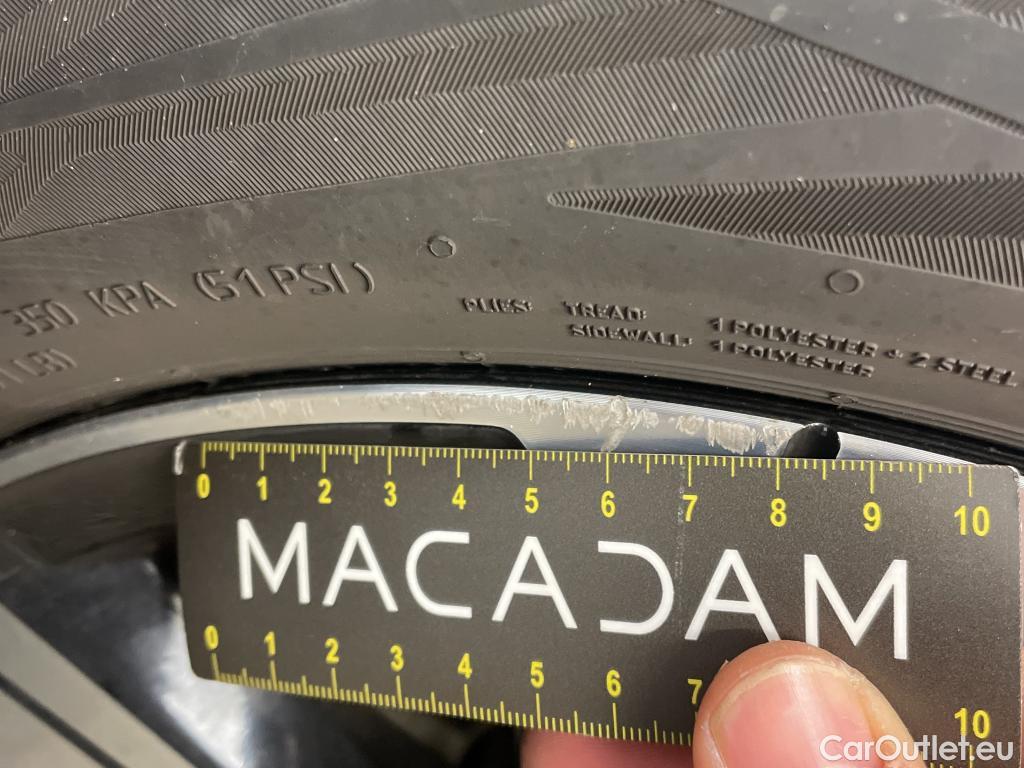 350 KPA (51 PSI)
LB)
PLIES: TREAD: 1 POLYESTER + 2 STEEL
SIDEWALL: 1 POLYESTER
0 1 2 3 4 5 6 7 8 9 10
MACADAM
0 1 2 3 4 5 6 7 10
CarOutlet.eu